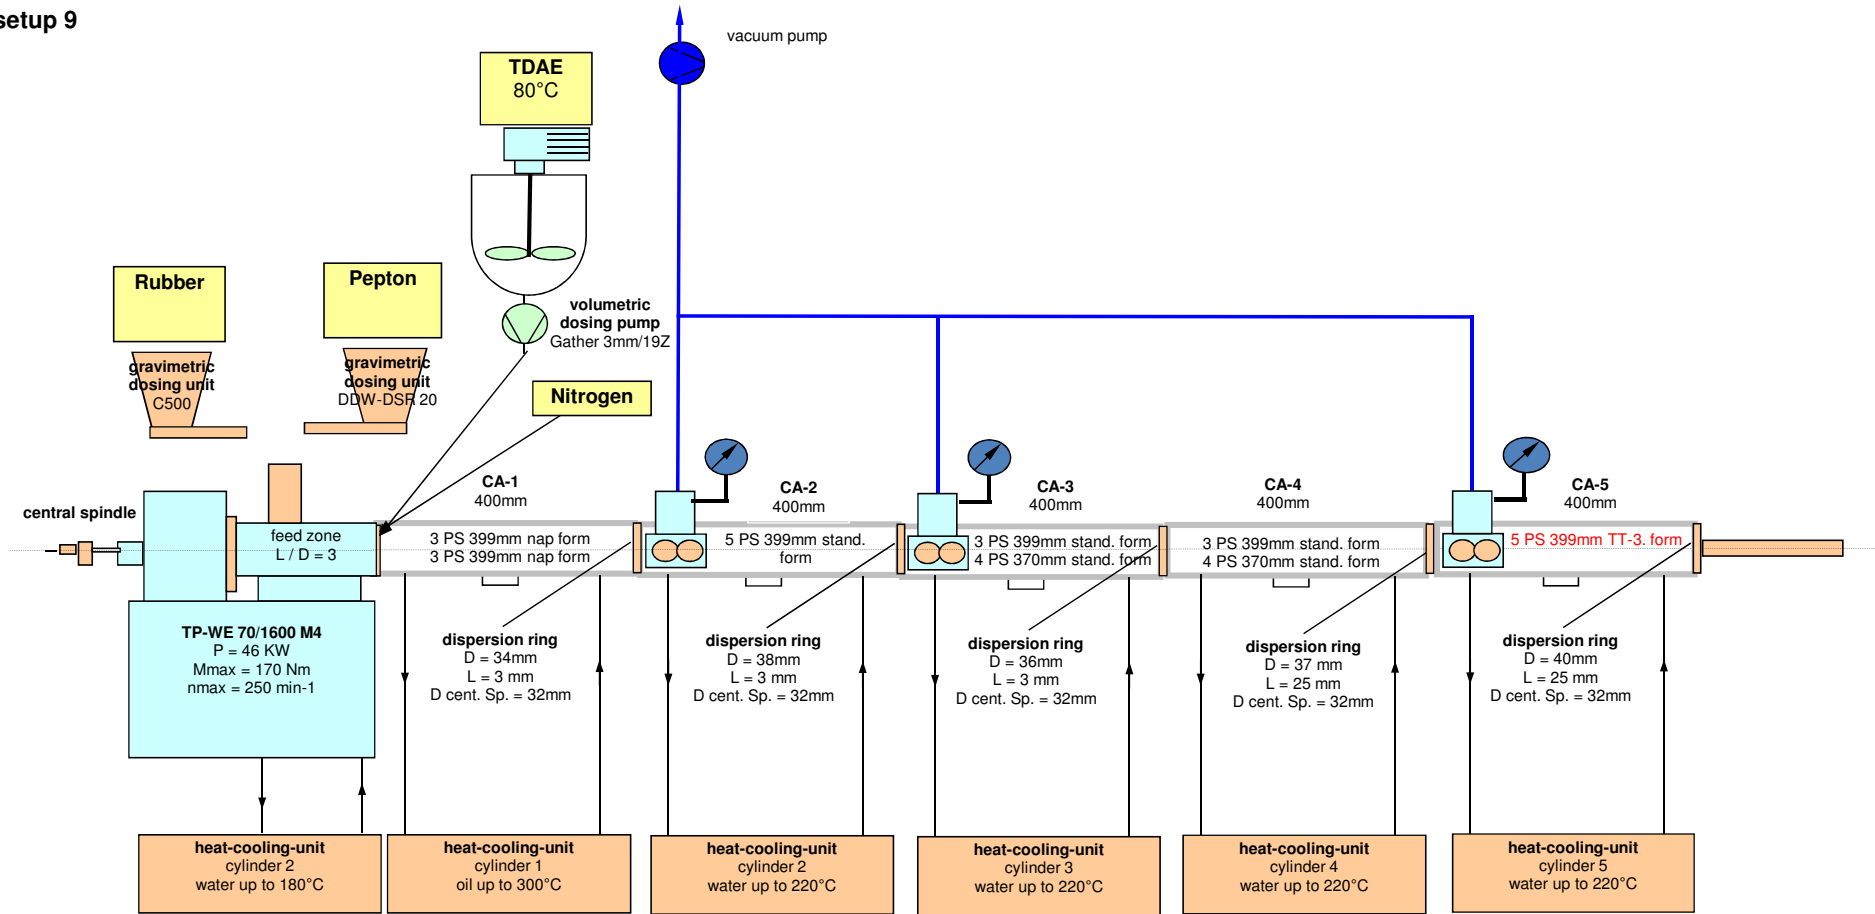 setup 9
vacuum pump
TDAE
80°C
Rubber
Pepton
volumetric
dosing pump
Gather 3mm/19Z
gravimetric
dosing unit
C500
gravimetric
dosing unit
DDW-DSR 20
Nitrogen
central spindle
feed zone
L / D = 3
CA-1
400mm
3 PS 399mm nap form
3 PS 399mm nap form
CA-2
400mm
5 PS 399mm stand.
form
CA-3
400mm
3 PS 399mm stand. form
4 PS 370mm stand. form
CA-4
400mm
3 PS 399mm stand. form
4 PS 370mm stand. form
CA-5
400mm
5 PS 399mm TT-3. form
TP-WE 70/1600 M4
P = 46 KW
Mmax = 170 Nm
nmax = 250 min-1
dispersion ring
D = 34mm
L = 3 mm
D cent. Sp. = 32mm
dispersion ring
D = 38mm
L = 3 mm
D cent. Sp. = 32mm
dispersion ring
D = 36mm
L = 3 mm
D cent. Sp. = 32mm
dispersion ring
D = 37 mm
L = 25 mm
D cent. Sp. = 32mm
dispersion ring
D = 40mm
L = 25 mm
D cent. Sp. = 32mm
heat-cooling-unit
cylinder 2
water up to 180°C
heat-cooling-unit
cylinder 1
oil up to 300°C
heat-cooling-unit
cylinder 2
water up to 220°C
heat-cooling-unit
cylinder 3
water up to 220°C
heat-cooling-unit
cylinder 4
water up to 220°C
heat-cooling-unit
cylinder 5
water up to 220°C